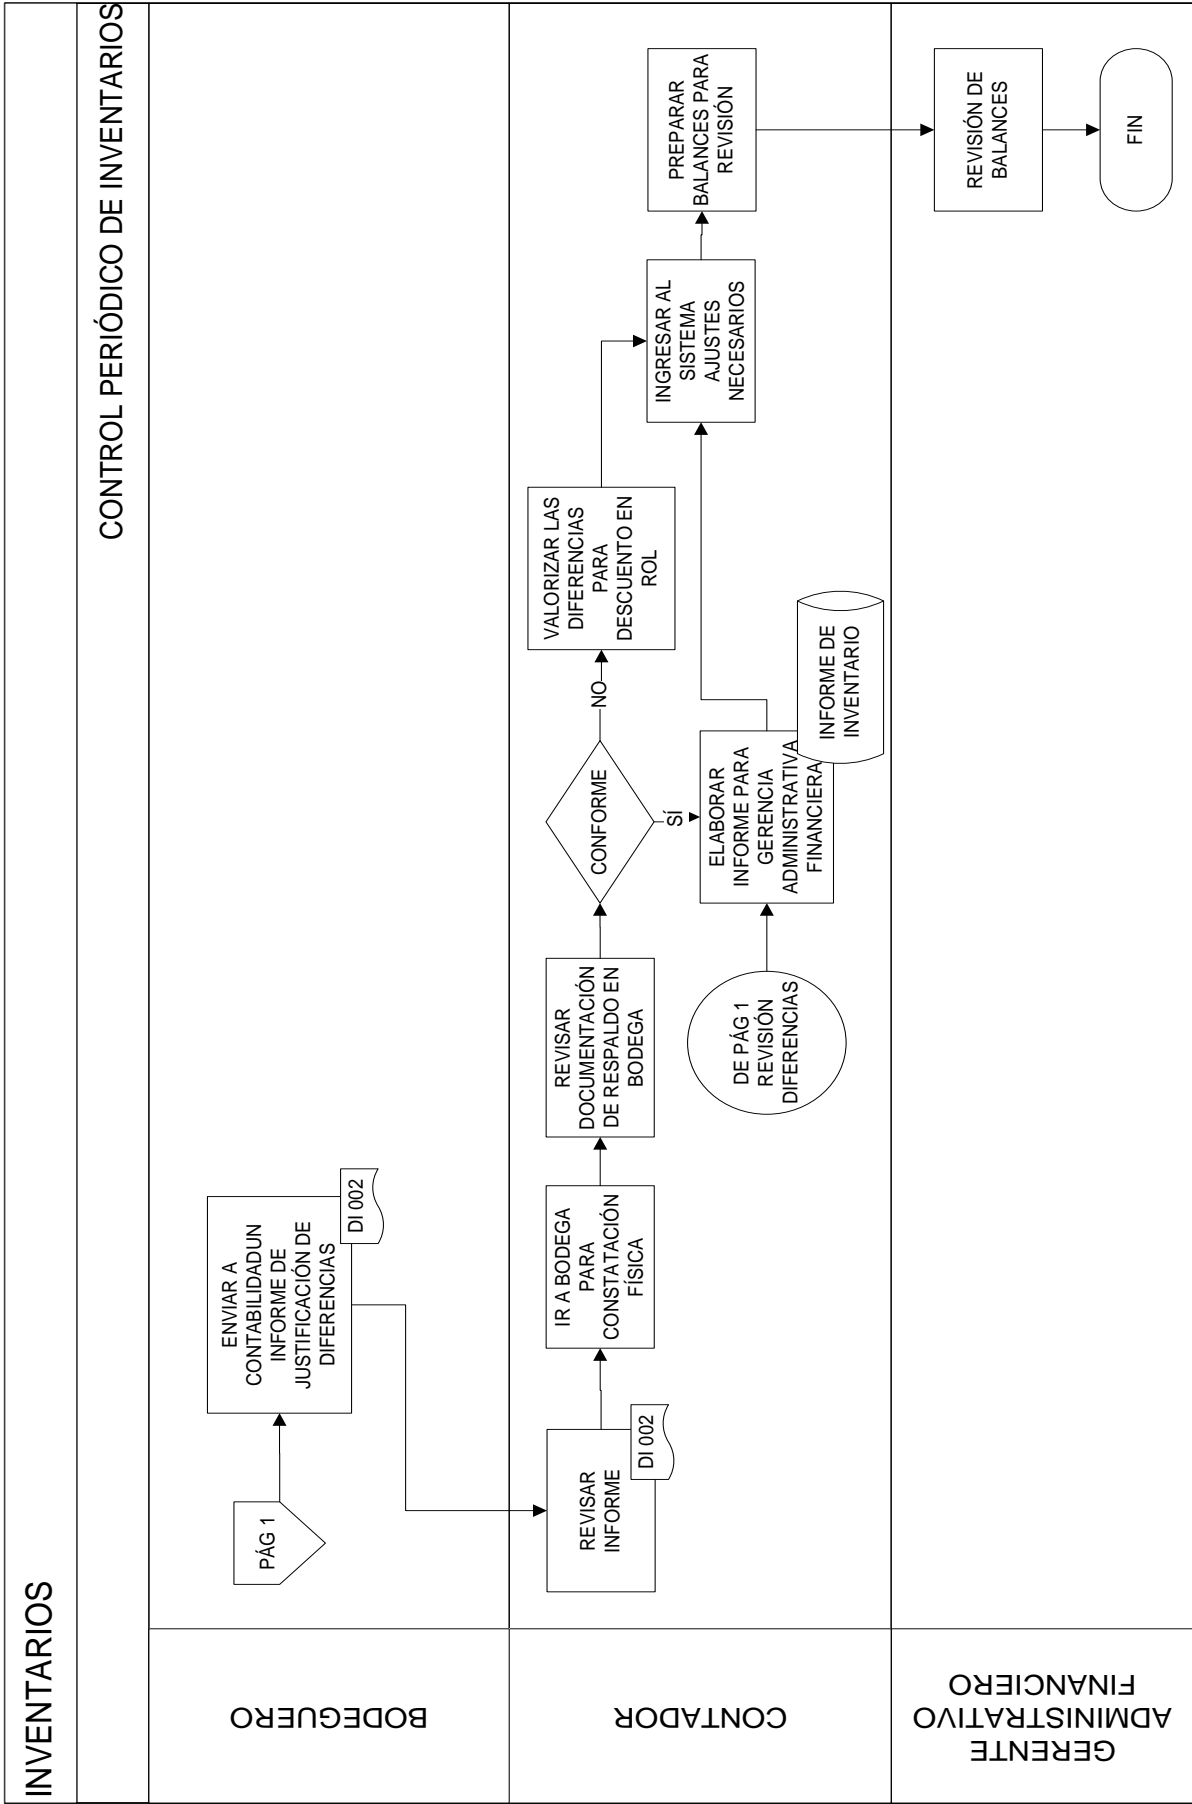 INVENTARIOS
CONTROL PERIÓDICO DE INVENTARIOS
BODEGUERO
PÁG 1
ENVIAR A
CONTABILIDADUN
INFORME DE
JUSTIFICACIÓN DE
DIFERENCIAS
DI 002
CONTADOR
REVISAR
INFORME
DI 002
IR A BODEGA
PARA
CONSTATACIÓN
FÍSICA
REVISAR
DOCUMENTACIÓN
DE RESPALDO EN
BODEGA
CONFORME
NO
SÍ
VALORIZAR LAS
DIFERENCIAS
PARA
DESCUENTO EN
ROL
DE PÁG 1
REVISIÓN
DIFERENCIAS
ELABORAR
INFORME PARA
GERENCIA
ADMINISTRATIVA
FINANCIERA
INFORME DE
INVENTARIO
INGRESAR AL
SISTEMA
AJUSTES
NECESARIOS
PREPARAR
BALANCES PARA
REVISIÓN
GERENTE
ADMINISTRATIVO
FINANCIERO
REVISIÓN DE
BALANCES
FIN